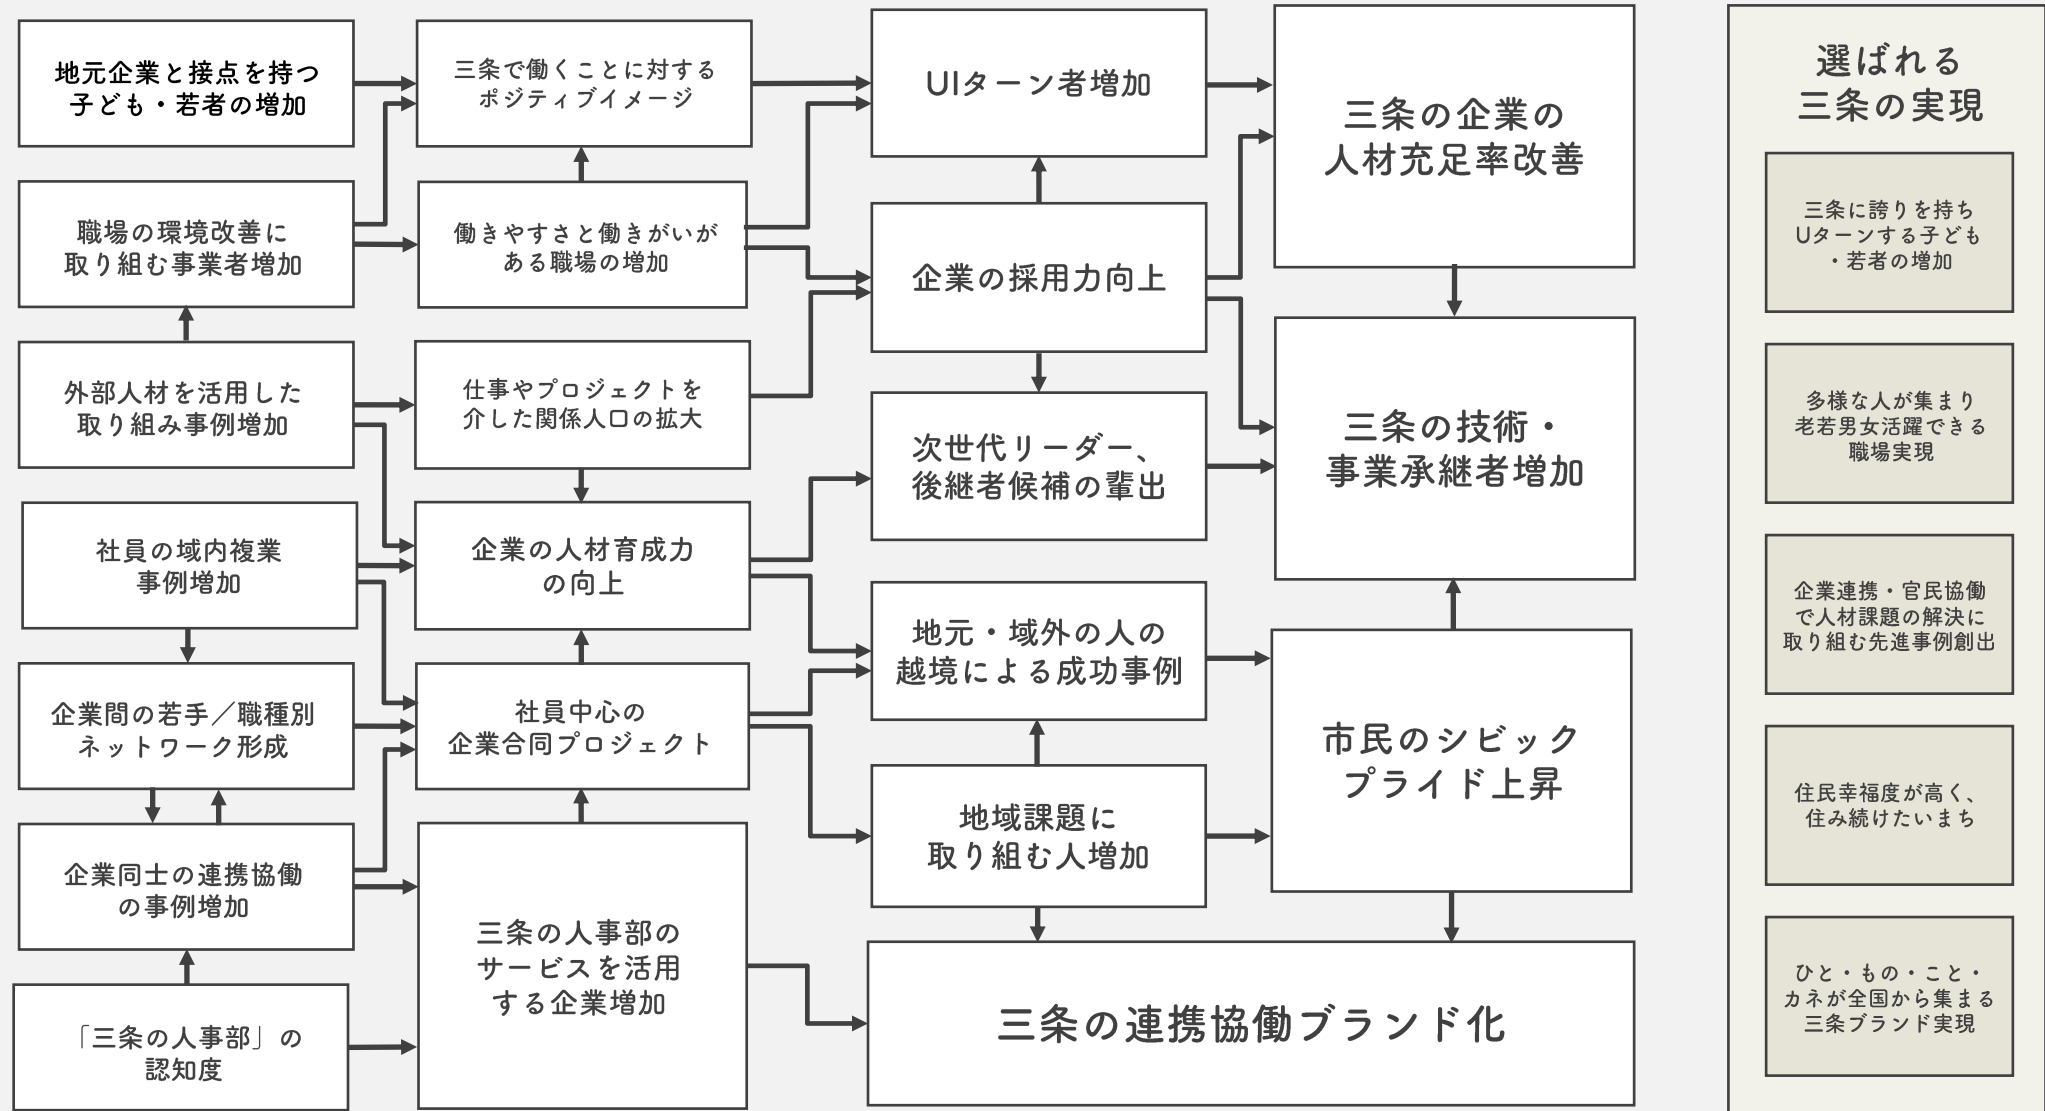 地元企業と接点を持つ
子ども・若者の増加
職場の環境改善に
取り組む事業者増加
外部人材を活用した
取り組み事例増加
社員の域内複業
事例増加
企業間の若手／職種別
ネットワーク形成
企業同士の連携協働
の事例増加
「三条の人事部」の
認知度
三条で働くことに対する
ポジティブイメージ
働きやすさと働きがいが
ある職場の増加
仕事やプロジェクトを
介した関係人口の拡大
企業の人材育成力
の向上
社員中心の
企業合同プロジェクト
三条の人事部の
サービスを活用
する企業増加
UIターン者増加
企業の採用力向上
次世代リーダー、
後継者候補の輩出
地元・域外の人の
越境による成功事例
地域課題に
取り組む人増加
三条の企業の
人材充足率改善
三条の技術・
事業承継者増加
市民のシビック
プライド上昇
三条の連携協働ブランド化
選ばれる
三条の実現
三条に誇りを持ち
Uターンする子ども
・若者の増加
多様な人が集まり
老若男女活躍できる
職場実現
企業連携・官民協働
で人材課題の解決に
取り組む先進事例創出
住民幸福度が高く、
住み続けたいまち
ひと・もの・こと・
カネが全国から集まる
三条ブランド実現